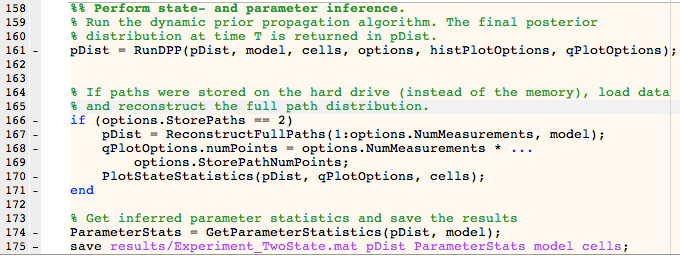 158 %% Perform state- and parameter inference.
159 % Run the dynamic prior propagation algorithm. The final posterior
160 % distribution at time T is returned in pDist.
161 - pDist = RunDPP(pDist, model, cells, options, histPlotOptions, qPlotOptions);
162
163
164 % If paths were stored on the hard drive (instead of the memory), load data
165 % and reconstruct the full path distribution.
166 - if (options.StorePaths == 2)
167 - pDist = ReconstructFullPaths(1:options.NumMeasurements, model);
168 - qPlotOptions.numPoints = options.NumMeasurements * ...
169 options.StorePathNumPoints;
170 - PlotStateStatistics(pDist, qPlotOptions, cells);
171 - end
172
173 % Get inferred parameter statistics and save the results
174 - ParameterStats = GetParameterStatistics(pDist, model);
175 - save results/Experiment_TwoState.mat pDist ParameterStats model cells;